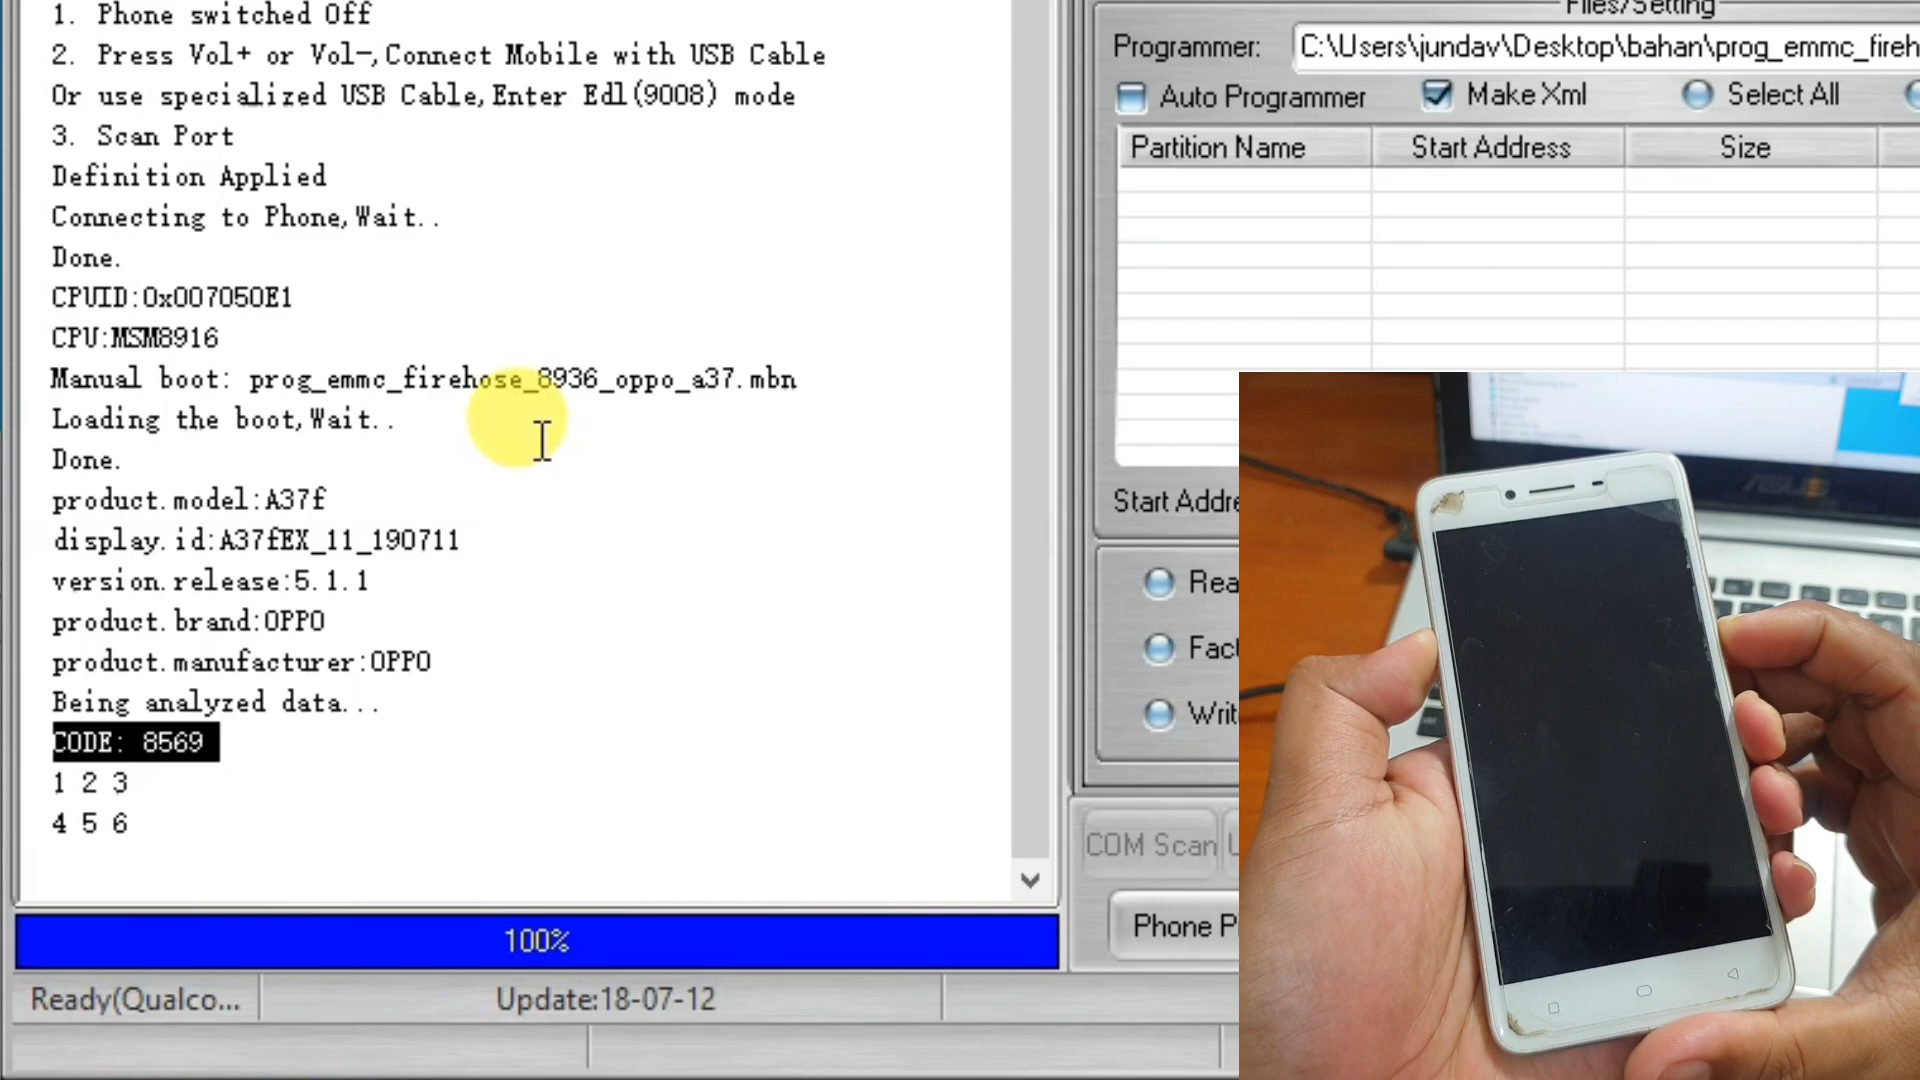 1. Phone switched Off
2. Press Vol+ or Vol-,Connect Mobile with USB Cable
Or use specialized USB Cable,Enter Edl(9008) mode
3. Scan Port
Definition Applied
Connecting to Phone,Wait..
Done.
CPUID:0x007050E1
CPU:MSM8916
Manual boot: prog_emmc_firehose_8936_oppo_a37.mbn
Loading the boot,Wait..
Done.
product.model:A37f
display.id:A37fEX_11_190711
version.release:5.1.1
product.brand:OPPO
product.manufacturer:OPPO
Being analyzed data...
CODE: 8569
1 2 3
4 5 6
100%
Ready(Qualco...
Update:18-07-12
Files/Setting
Programmer: C:\Users\jundav\Desktop\bahan\prog_emmc_fireh
Auto Programmer Make Xml Select All
Partition Name Start Address Size
Start Addre
Rea
Fact
Writ
COM Scan
Phone P
ASUS